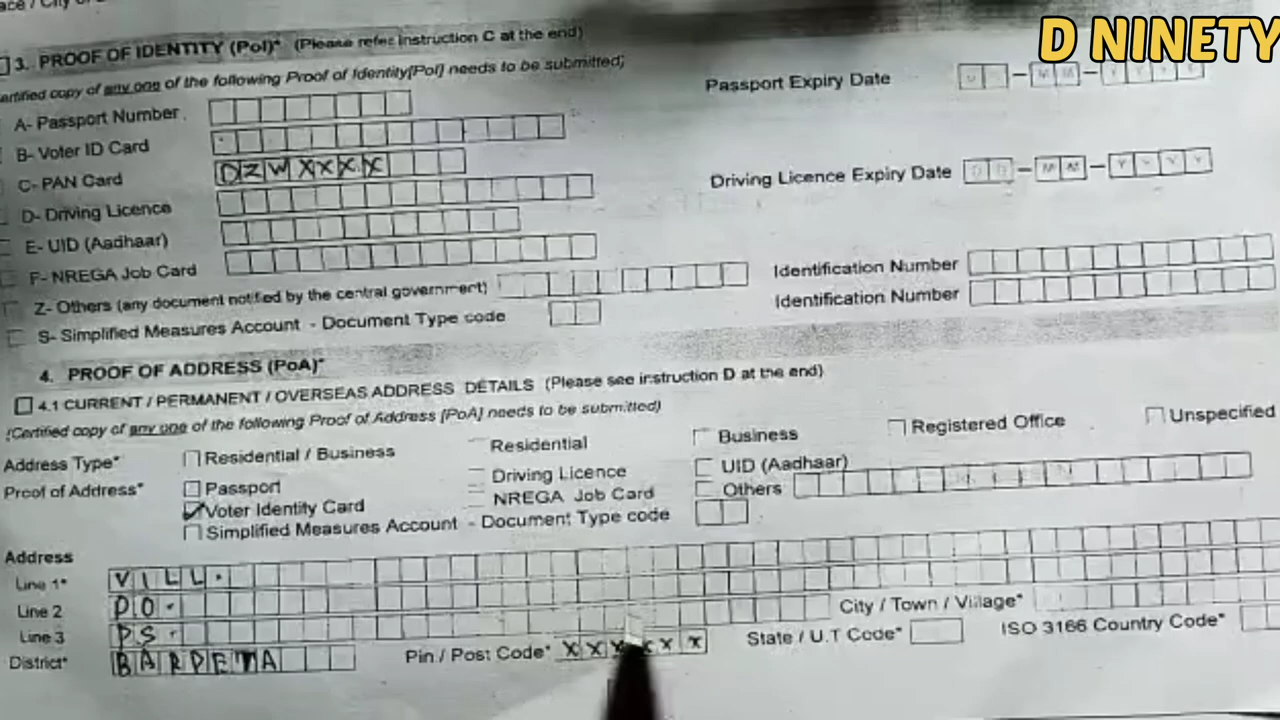 D NINETY
3. PROOF OF IDENTITY (PoI)* (Please refer instruction C at the end)
ertified copy of any one of the following Proof of Identity[PoI] needs to be submitted;
A- Passport Number
Passport Expiry Date
B- Voter ID Card
C- PAN Card DZWXXXX
Driving Licence Expiry Date D D - M M - Y Y Y Y
D- Driving Licence
E- UID (Aadhaar)
F- NREGA Job Card
Identification Number
Z- Others (any document notified by the central government)
Identification Number
S- Simplified Measures Account - Document Type code
4. PROOF OF ADDRESS (PoA)*
4.1 CURRENT / PERMANENT / OVERSEAS ADDRESS DETAILS (Please see instruction D at the end)
(Certified copy of any one of the following Proof of Address [PoA] needs to be submitted)
Address Type* Residential / Business Residential Business Registered Office Unspecified
Proof of Address* Passport Driving Licence UID (Aadhaar)
Voter Identity Card NREGA Job Card Others
Simplified Measures Account - Document Type code
Address
Line 1* VILL.
Line 2 PO.
City / Town / Village*
Line 3 PS.
District* BARPETA Pin / Post Code* XXXXXX State / U.T Code* ISO 3166 Country Code*